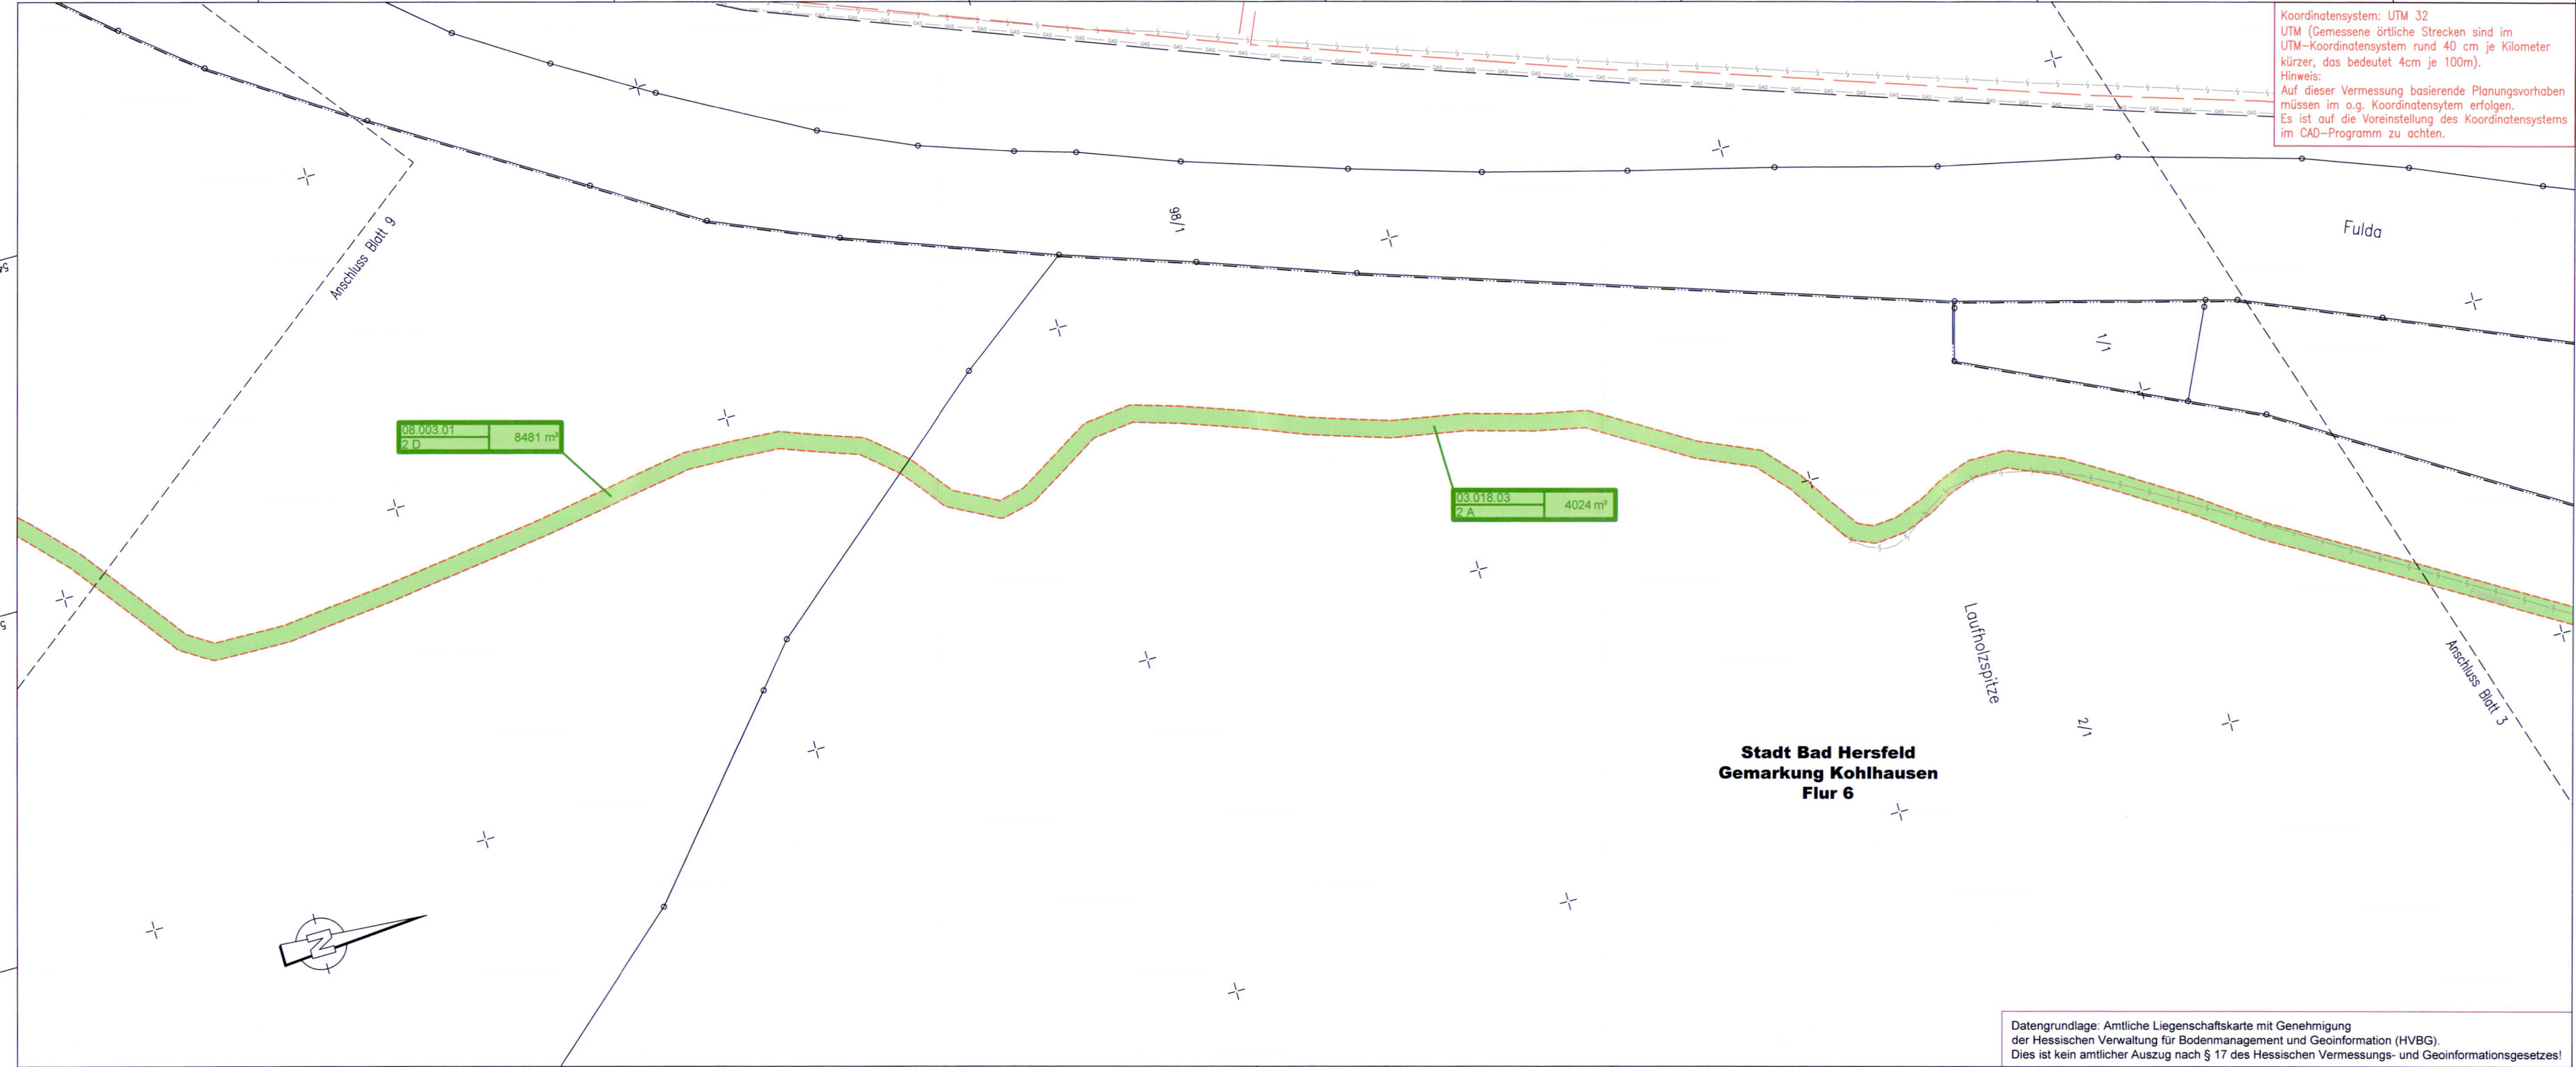 Koordinatensystem: UTM 32
UTM (Gemessene örtliche Strecken sind im
UTM-Koordinatensystem rund 40 cm je Kilometer
kürzer, das bedeutet 4cm je 100m).
Hinweis:
Auf dieser Vermessung basierende Planungsvorhaben
müssen im o.g. Koordinatensytem erfolgen.
Es ist auf die Voreinstellung des Koordinatensystems
im CAD-Programm zu achten.
Anschluss Blatt 9
98/1
Fulda
1/1
08.003.01
2 D
8481 m²
03.018.03
2 A
4024 m²
Laufholzspitze
2/1
Anschluss Blatt 3
Stadt Bad Hersfeld
Gemarkung Kohlhausen
Flur 6
N
Datengrundlage: Amtliche Liegenschaftskarte mit Genehmigung
der Hessischen Verwaltung für Bodenmanagement und Geoinformation (HVBG).
Dies ist kein amtlicher Auszug nach § 17 des Hessischen Vermessungs- und Geoinformationsgesetzes!